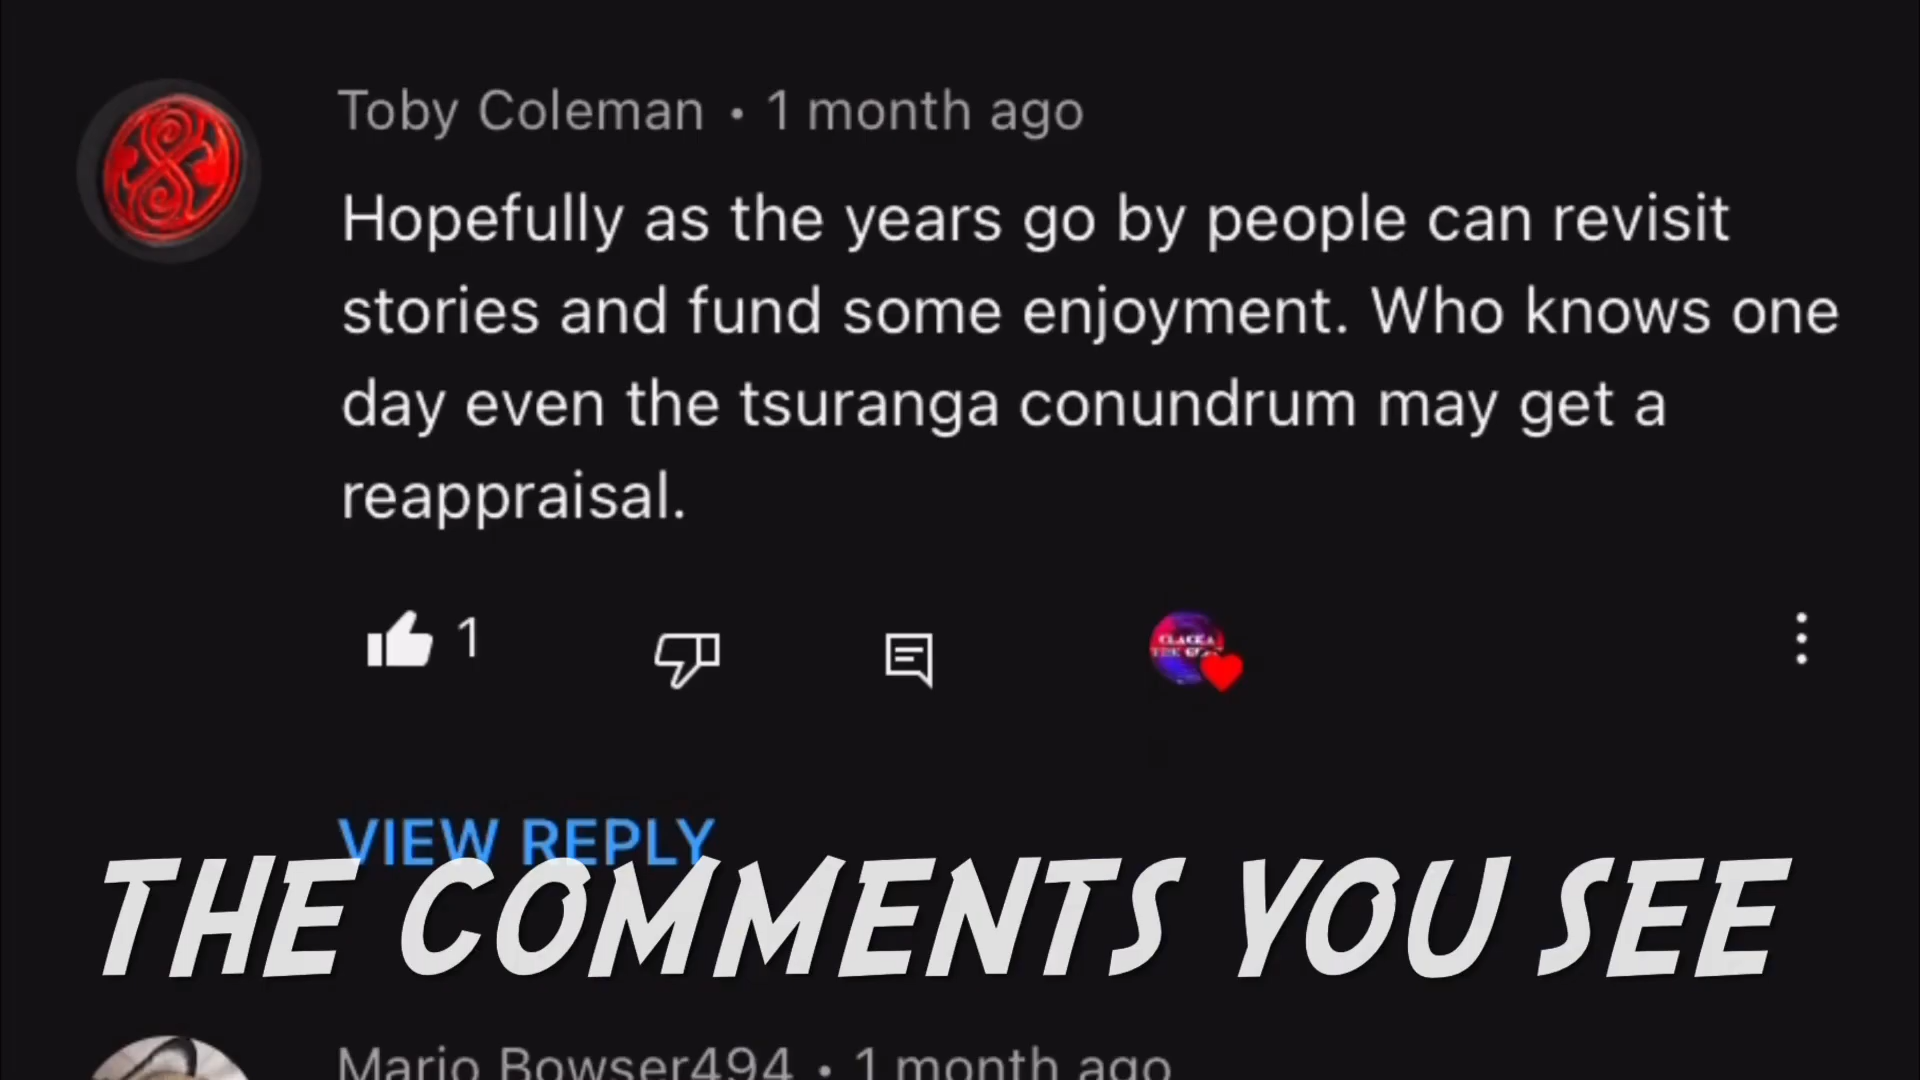 Toby Coleman • 1 month ago
Hopefully as the years go by people can revisit
stories and fund some enjoyment. Who knows one
day even the tsuranga conundrum may get a
reappraisal.
1
CLACKA
THE
VIEW REPLY
THE COMMENTS YOU SEE
Mario Bowser494 • 1 month ago